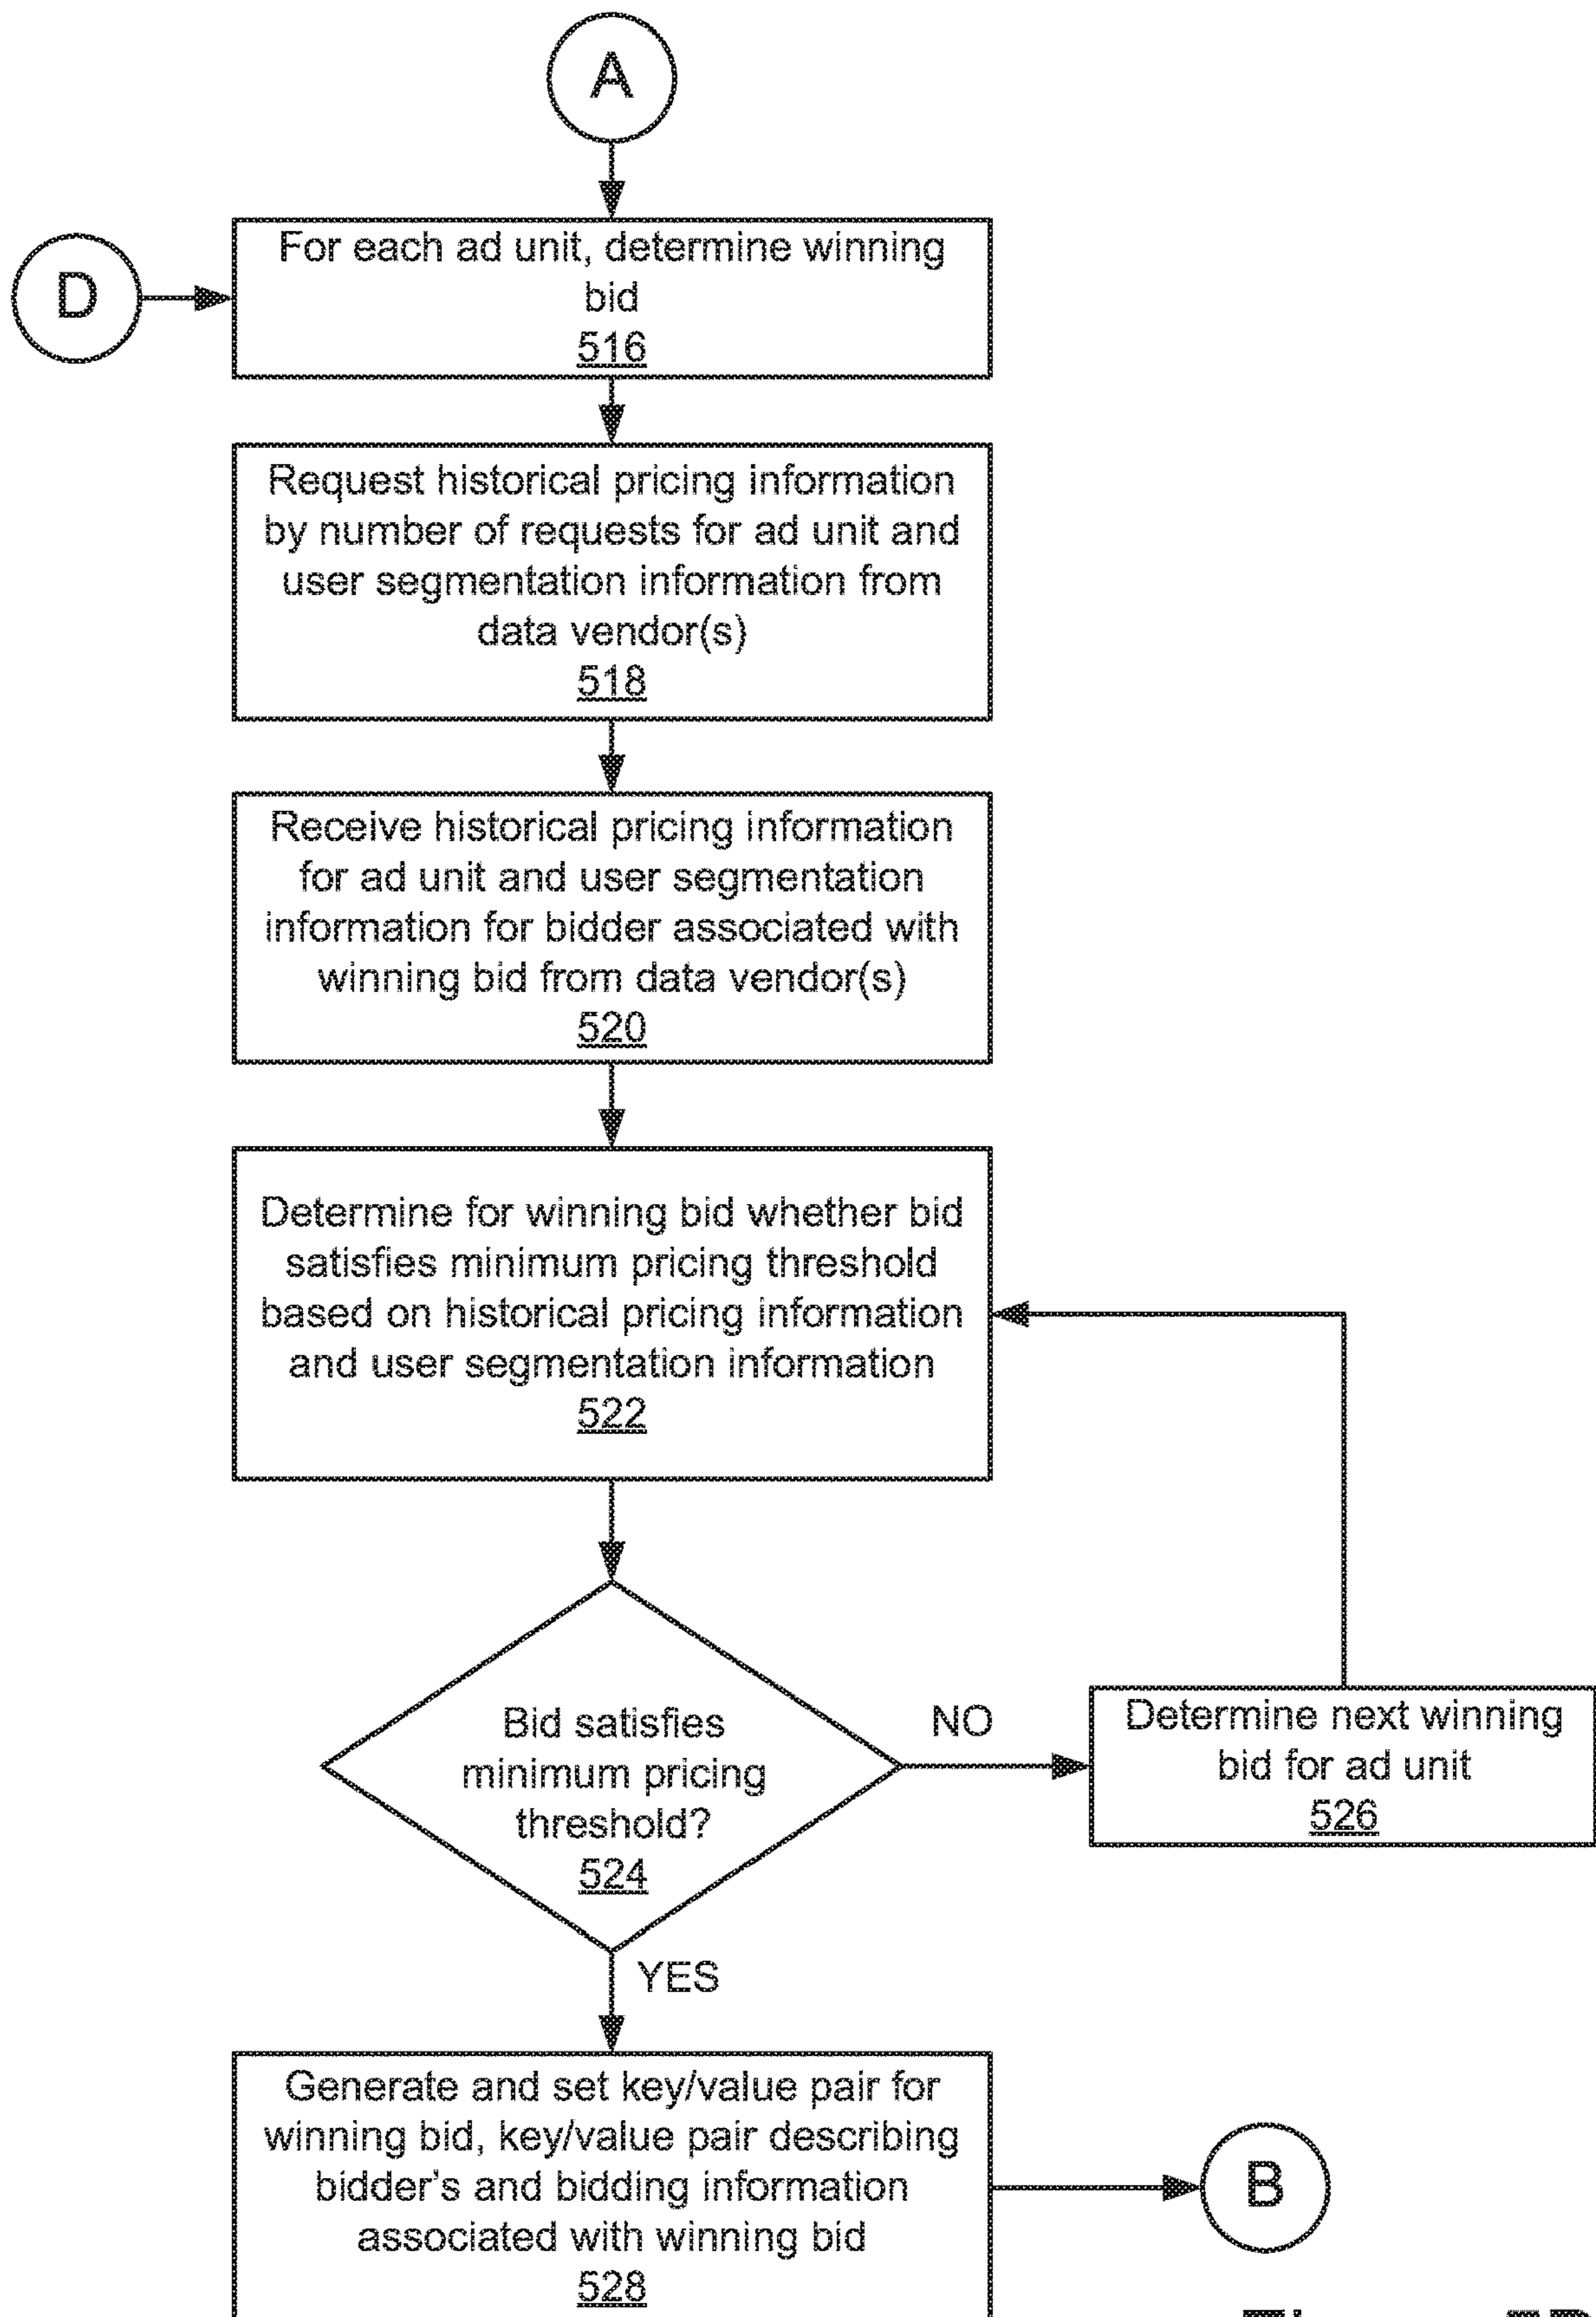 A
D
For each ad unit, determine winning
bid
516
Request historical pricing information
by number of requests for ad unit and
user segmentation information from
data vendor(s)
518
Receive historical pricing information
for ad unit and user segmentation
information for bidder associated with
winning bid from data vendor(s)
520
Determine for winning bid whether bid
satisfies minimum pricing threshold
based on historical pricing information
and user segmentation information
522
Bid satisfies
minimum pricing
threshold?
524
NO
Determine next winning
bid for ad unit
526
YES
Generate and set key/value pair for
winning bid, key/value pair describing
bidder's and bidding information
associated with winning bid
528
B